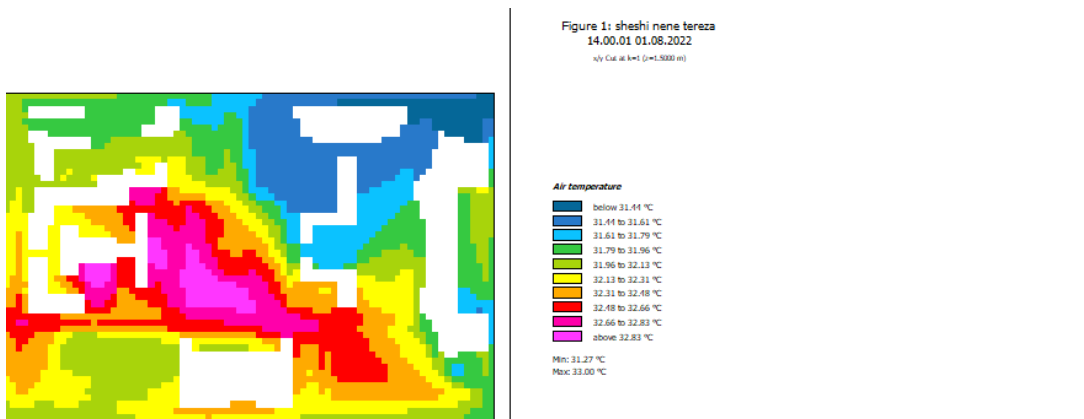 Figure 1: sheshi nene tereza
14.00.01 01.08.2022
x/y Cut at k=1 (z=1.5000 m)
Air temperature
below 31.44 °C
31.44 to 31.61 °C
31.61 to 31.79 °C
31.79 to 31.96 °C
31.96 to 32.13 °C
32.13 to 32.31 °C
32.31 to 32.48 °C
32.48 to 32.66 °C
32.66 to 32.83 °C
above 32.83 °C
Min: 31.27 °C
Max: 33.00 °C